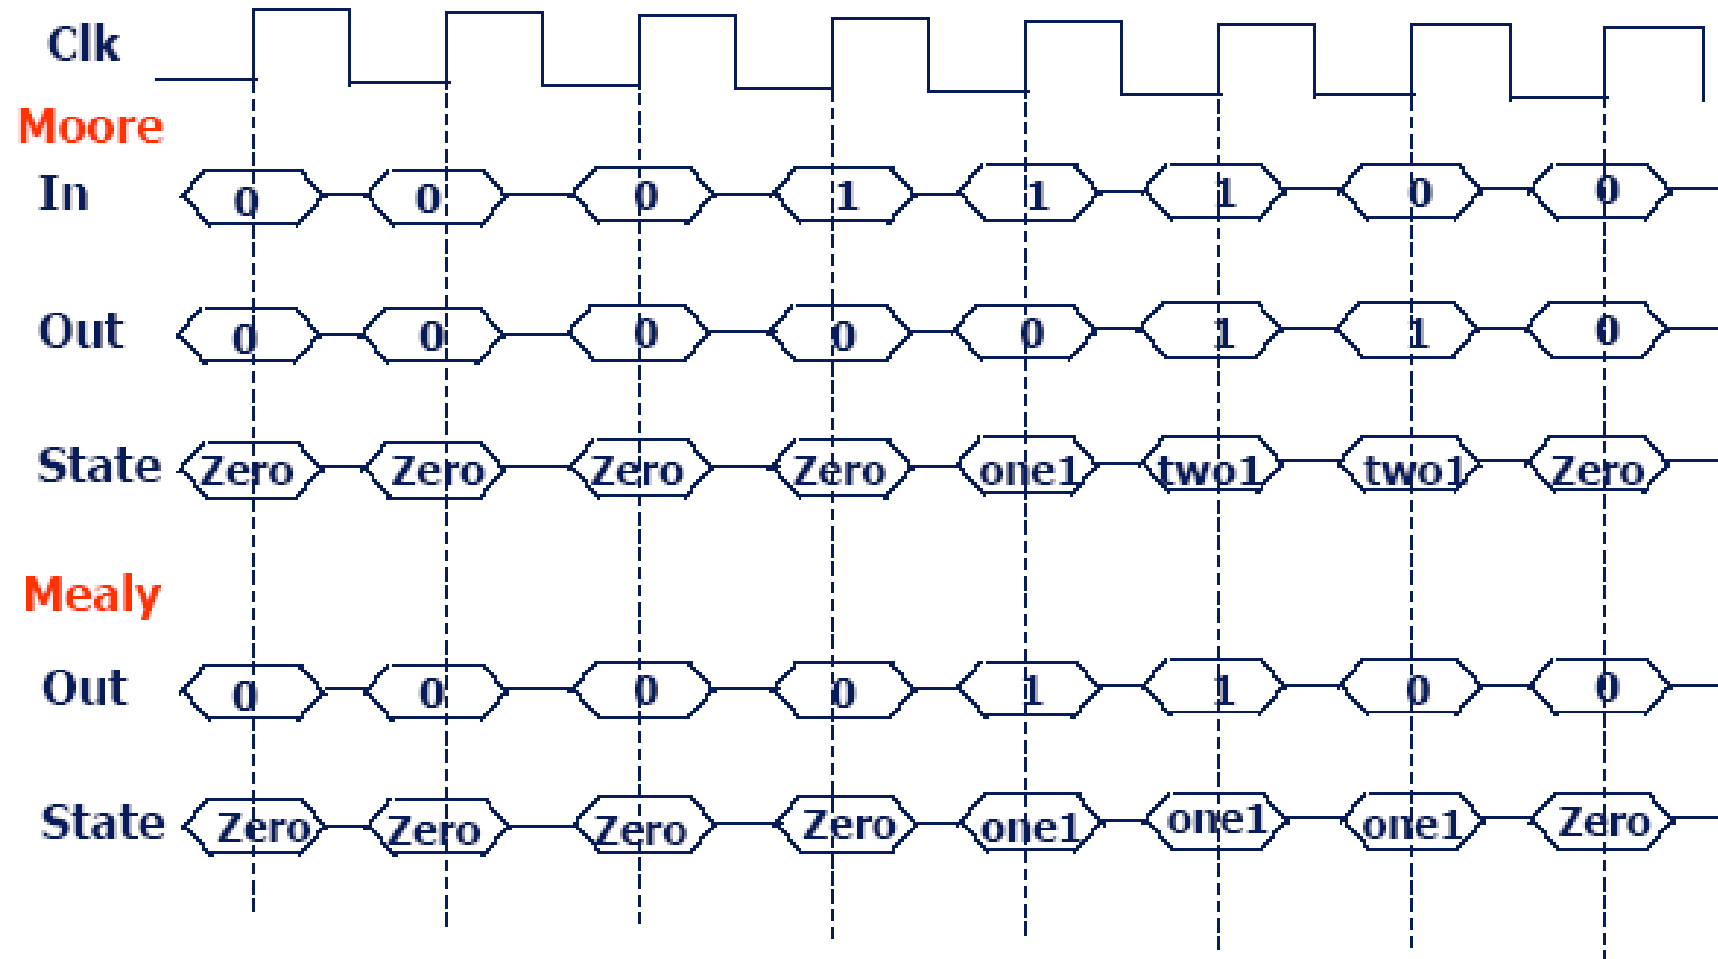 Clk
Moore
In 0 0 0 1 1 1 0 0
Out 0 0 0 0 0 1 1 0
State Zero Zero Zero Zero one1 two1 two1 Zero
Mealy
Out 0 0 0 0 1 1 0 0
State Zero Zero Zero Zero one1 one1 one1 Zero